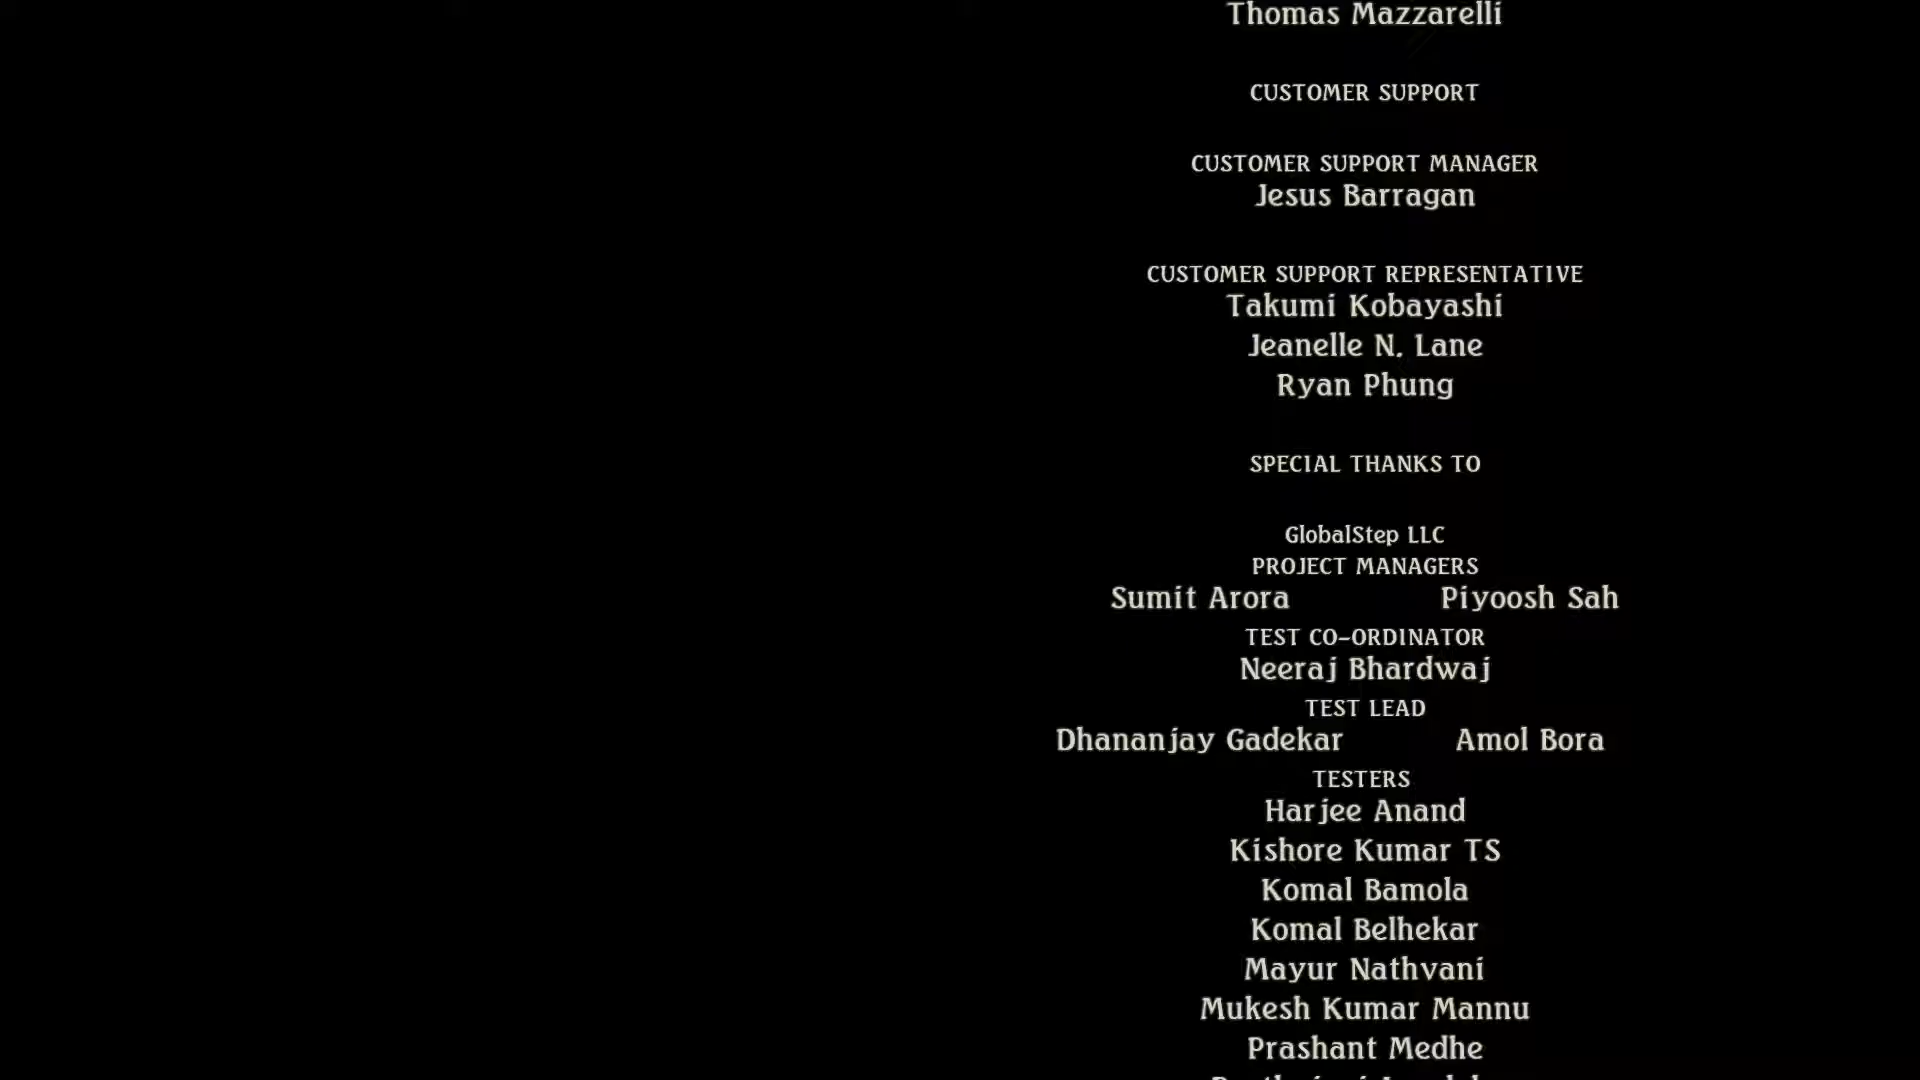 Thomas Mazzarelli
CUSTOMER SUPPORT
CUSTOMER SUPPORT MANAGER
Jesus Barragan
CUSTOMER SUPPORT REPRESENTATIVE
Takumi Kobayashi
Jeanelle N. Lane
Ryan Phung
SPECIAL THANKS TO
GlobalStep LLC
PROJECT MANAGERS
Sumit Arora Piyoosh Sah
TEST CO-ORDINATOR
Neeraj Bhardwaj
TEST LEAD
Dhananjay Gadekar Amol Bora
TESTERS
Harjee Anand
Kishore Kumar TS
Komal Bamola
Komal Belhekar
Mayur Nathvani
Mukesh Kumar Mannu
Prashant Medhe